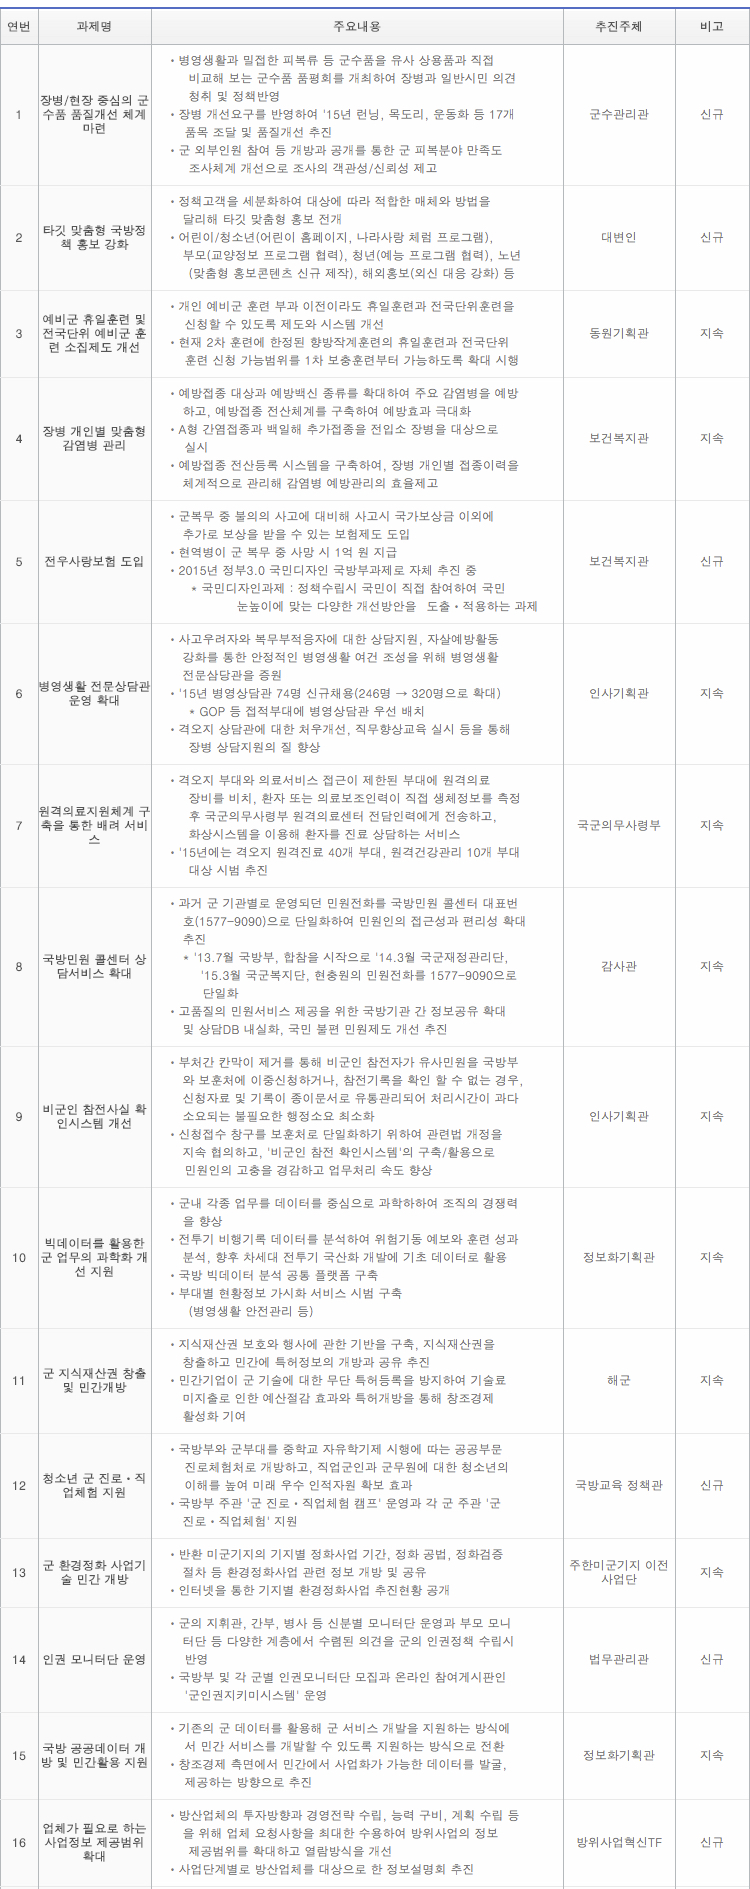 연번 과제명 주요내용 추진주체 비고
1
장병/현장 중심의 군
수품 품질개선 체계
마련
• 병영생활과 밀접한 피복류 등 군수품을 유사 상용품과 직접
비교해 보는 군수품 품평회를 개최하여 장병과 일반시민 의견
청취 및 정책반영
• 장병 개선요구를 반영하여 '15년 런닝, 목도리, 운동화 등 17개
품목 조달 및 품질개선 추진
• 군 외부인원 참여 등 개방과 공개를 통한 군 피복분야 만족도
조사체계 개선으로 조사의 객관성/신뢰성 제고
군수관리관
신규
2
타깃 맞춤형 국방정
책 홍보 강화
• 정책고객을 세분화하여 대상에 따라 적합한 매체와 방법을
달리해 타깃 맞춤형 홍보 전개
• 어린이/청소년(어린이 홈페이지, 나라사랑 체험 프로그램),
부모(교양정보 프로그램 협력), 청년(예능 프로그램 협력), 노년
(맞춤형 홍보콘텐츠 신규 제작), 해외홍보(외신 대응 강화) 등
대변인
신규
3
예비군 휴일훈련 및
전국단위 예비군 훈
련 소집제도 개선
• 개인 예비군 훈련 부과 이전이라도 휴일훈련과 전국단위훈련을
신청할 수 있도록 제도와 시스템 개선
• 현재 2차 훈련에 한정된 향방작계훈련의 휴일훈련과 전국단위
훈련 신청 가능범위를 1차 보충훈련부터 가능하도록 확대 시행
동원기획관
지속
4
장병 개인별 맞춤형
감염병 관리
• 예방접종 대상과 예방백신 종류를 확대하여 주요 감염병을 예방
하고, 예방접종 전산체계를 구축하여 예방효과 극대화
• A형 간염접종과 백일해 추가접종을 전입소 장병을 대상으로
실시
• 예방접종 전산등록 시스템을 구축하여, 장병 개인별 접종이력을
체계적으로 관리해 감염병 예방관리의 효율제고
보건복지관
지속
5
전우사랑보험 도입
• 군복무 중 불의의 사고에 대비해 사고시 국가보상금 이외에
추가로 보상을 받을 수 있는 보험제도 도입
• 현역병이 군 복무 중 사망 시 1억 원 지급
• 2015년 정부3.0 국민디자인 국방부과제로 자체 추진 중
* 국민디자인과제 : 정책수립시 국민이 직접 참여하여 국민
눈높이에 맞는 다양한 개선방안을 도출•적용하는 과제
보건복지관
신규
6
병영생활 전문상담관
운영 확대
• 사고우려자와 복무부적응자에 대한 상담지원, 자살예방활동
강화를 통한 안정적인 병영생활 여건 조성을 위해 병영생활
전문삼당관을 증원
• '15년 병영상담관 74명 신규채용(246명 → 320명으로 확대)
* GOP 등 접적부대에 병영상담관 우선 배치
• 격오지 상담관에 대한 처우개선, 직무향상교육 실시 등을 통해
장병 상담지원의 질 향상
인사기획관
지속
7
원격의료지원체계 구
축을 통한 배려 서비
스
• 격오지 부대와 의료서비스 접근이 제한된 부대에 원격의료
장비를 비치, 환자 또는 의료보조인력이 직접 생체정보를 측정
후 국군의무사령부 원격의료센터 전담인력에게 전송하고,
화상시스템을 이용해 환자를 진료 상담하는 서비스
• '15년에는 격오지 원격진료 40개 부대, 원격건강관리 10개 부대
대상 시범 추진
국군의무사령부
지속
8
국방민원 콜센터 상
담서비스 확대
• 과거 군 기관별로 운영되던 민원전화를 국방민원 콜센터 대표번
호(1577-9090)으로 단일화하여 민원인의 접근성과 편리성 확대
추진
* '13.7월 국방부, 합참을 시작으로 '14.3월 국군재정관리단,
'15.3월 국군복지단, 현충원의 민원전화를 1577-9090으로
단일화
• 고품질의 민원서비스 제공을 위한 국방기관 간 정보공유 확대
및 상담DB 내실화, 국민 불편 민원제도 개선 추진
감사관
지속
9
비군인 참전사실 확
인시스템 개선
• 부처간 칸막이 제거를 통해 비군인 참전자가 유사민원을 국방부
와 보훈처에 이중신청하거나, 참전기록을 확인 할 수 없는 경우,
신청자료 및 기록이 종이문서로 유통관리되어 처리시간이 과다
소요되는 불필요한 행정소요 최소화
• 신청접수 창구를 보훈처로 단일화하기 위하여 관련법 개정을
지속 협의하고, '비군인 참전 확인시스템'의 구축/활용으로
민원인의 고충을 경감하고 업무처리 속도 향상
인사기획관
지속
10
빅데이터를 활용한
군 업무의 과학화 개
선 지원
• 군내 각종 업무를 데이터를 중심으로 과학하하여 조직의 경쟁력
을 향상
• 전투기 비행기록 데이터를 분석하여 위험기동 예보와 훈련 성과
분석, 향후 차세대 전투기 국산화 개발에 기초 데이터로 활용
• 국방 빅데이터 분석 공통 플랫폼 구축
• 부대별 현황정보 가시화 서비스 시범 구축
(병영생활 안전관리 등)
정보화기획관
지속
11
군 지식재산권 창출
및 민간개방
• 지식재산권 보호와 행사에 관한 기반을 구축, 지식재산권을
창출하고 민간에 특허정보의 개방과 공유 추진
• 민간기업이 군 기술에 대한 무단 특허등록을 방지하여 기술료
미지출로 인한 예산절감 효과와 특허개방을 통해 창조경제
활성화 기여
해군
지속
12
청소년 군 진로•직
업체험 지원
• 국방부와 군부대를 중학교 자유학기제 시행에 따는 공공부문
진로체험처로 개방하고, 직업군인과 군무원에 대한 청소년의
이해를 높여 미래 우수 인적자원 확보 효과
• 국방부 주관 '군 진로•직업체험 캠프' 운영과 각 군 주관 '군
진로•직업체험' 지원
국방교육 정책관
신규
13
군 환경정화 사업기
술 민간 개방
• 반환 미군기지의 기지별 정화사업 기간, 정화 공법, 정화검증
절차 등 환경정화사업 관련 정보 개방 및 공유
• 인터넷을 통한 기지별 환경정화사업 추진현황 공개
주한미군기지 이전
사업단
지속
14
인권 모니터단 운영
• 군의 지휘관, 간부, 병사 등 신분별 모니터단 운영과 부모 모니
터단 등 다양한 계층에서 수렴된 의견을 군의 인권정책 수립시
반영
• 국방부 및 각 군별 인권모니터단 모집과 온라인 참여게시판인
'군인권지키미시스템' 운영
법무관리관
신규
15
국방 공공데이터 개
방 및 민간활용 지원
• 기존의 군 데이터를 활용해 군 서비스 개발을 지원하는 방식에
서 민간 서비스를 개발할 수 있도록 지원하는 방식으로 전환
• 창조경제 측면에서 민간에서 사업화가 가능한 데이터를 발굴,
제공하는 방향으로 추진
정보화기획관
지속
16
업체가 필요로 하는
사업정보 제공범위
확대
• 방산업체의 투자방향과 경영전략 수립, 능력 구비, 계획 수립 등
을 위해 업체 요청사항을 최대한 수용하여 방위사업의 정보
제공범위를 확대하고 열람방식을 개선
• 사업단계별로 방산업체를 대상으로 한 정보설명회 추진
방위사업혁신TF
신규